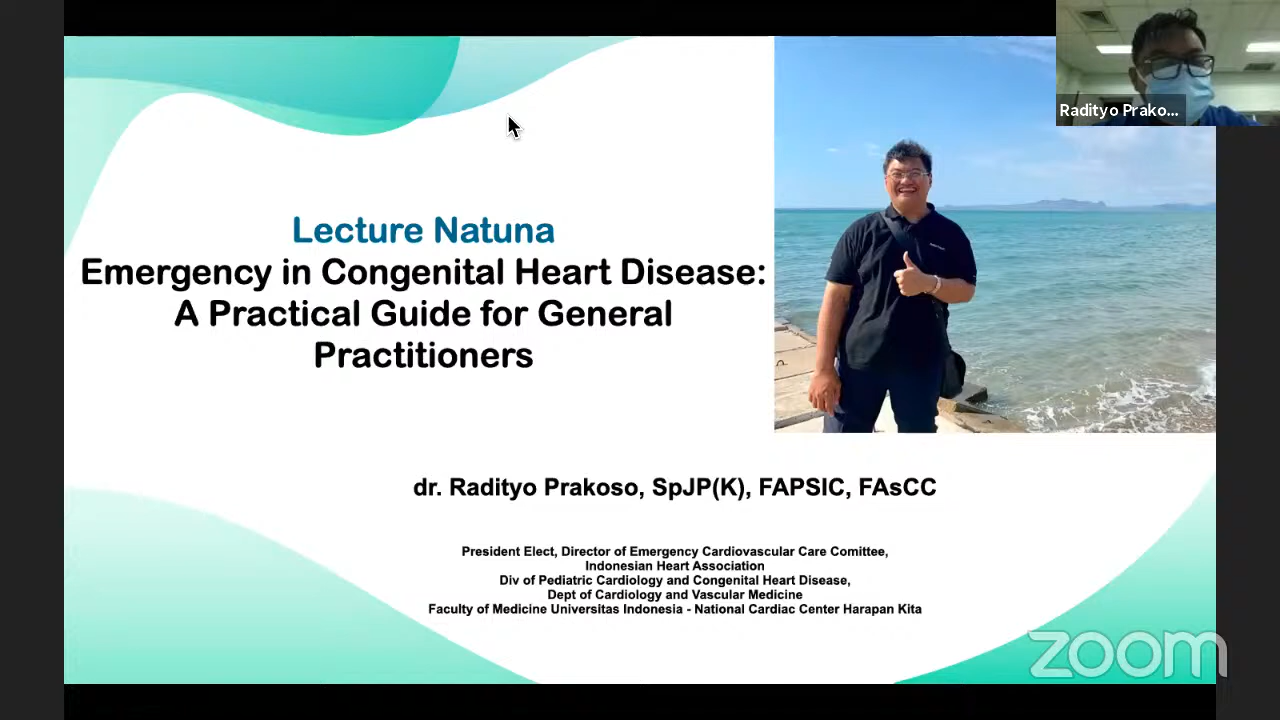 Radityo Prako...
Lecture Natuna
Emergency in Congenital Heart Disease:
A Practical Guide for General
Practitioners
dr. Radityo Prakoso, SpJP(K), FAPSIC, FAsCC
President Elect, Director of Emergency Cardiovascular Care Comittee,
Indonesian Heart Association
Div of Pediatric Cardiology and Congenital Heart Disease,
Dept of Cardiology and Vascular Medicine
Faculty of Medicine Universitas Indonesia - National Cardiac Center Harapan Kita
zoom